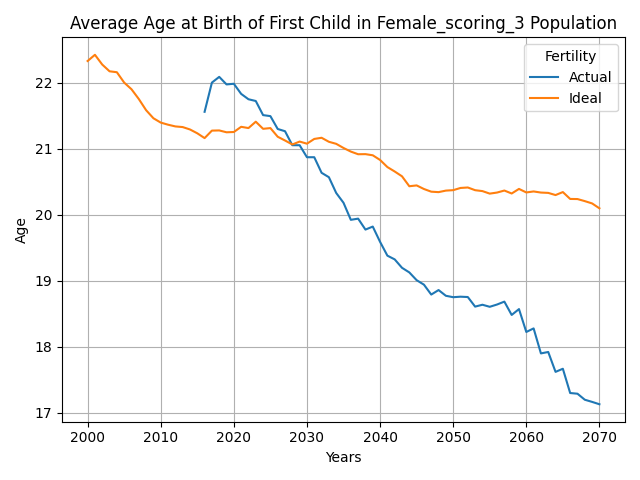 Average Age at Birth of First Child in Female_scoring_3 Population
Fertility
Actual
Ideal
Age
22
21
20
19
18
17
2000 2010 2020 2030 2040 2050 2060 2070
Years